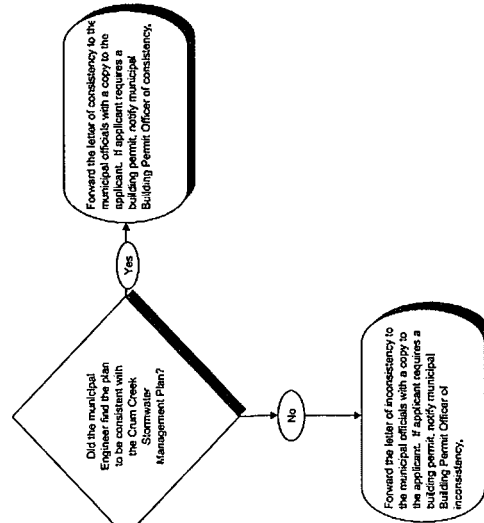 Did the municipal
Engineer find the plan
to be consistent with
the Crum Creek
Stormwater
Management Plan?
Yes
Forward the letter of consistency to the
municipal officials with a copy to the
applicant. If applicant requires a
building permit, notify municipal
Building Permit Officer of consistency.
No
Forward the letter of inconsistency to
the municipal officials with a copy to
the applicant. If applicant requires a
building permit, notify municipal
Building Permit Officer of
inconsistency.